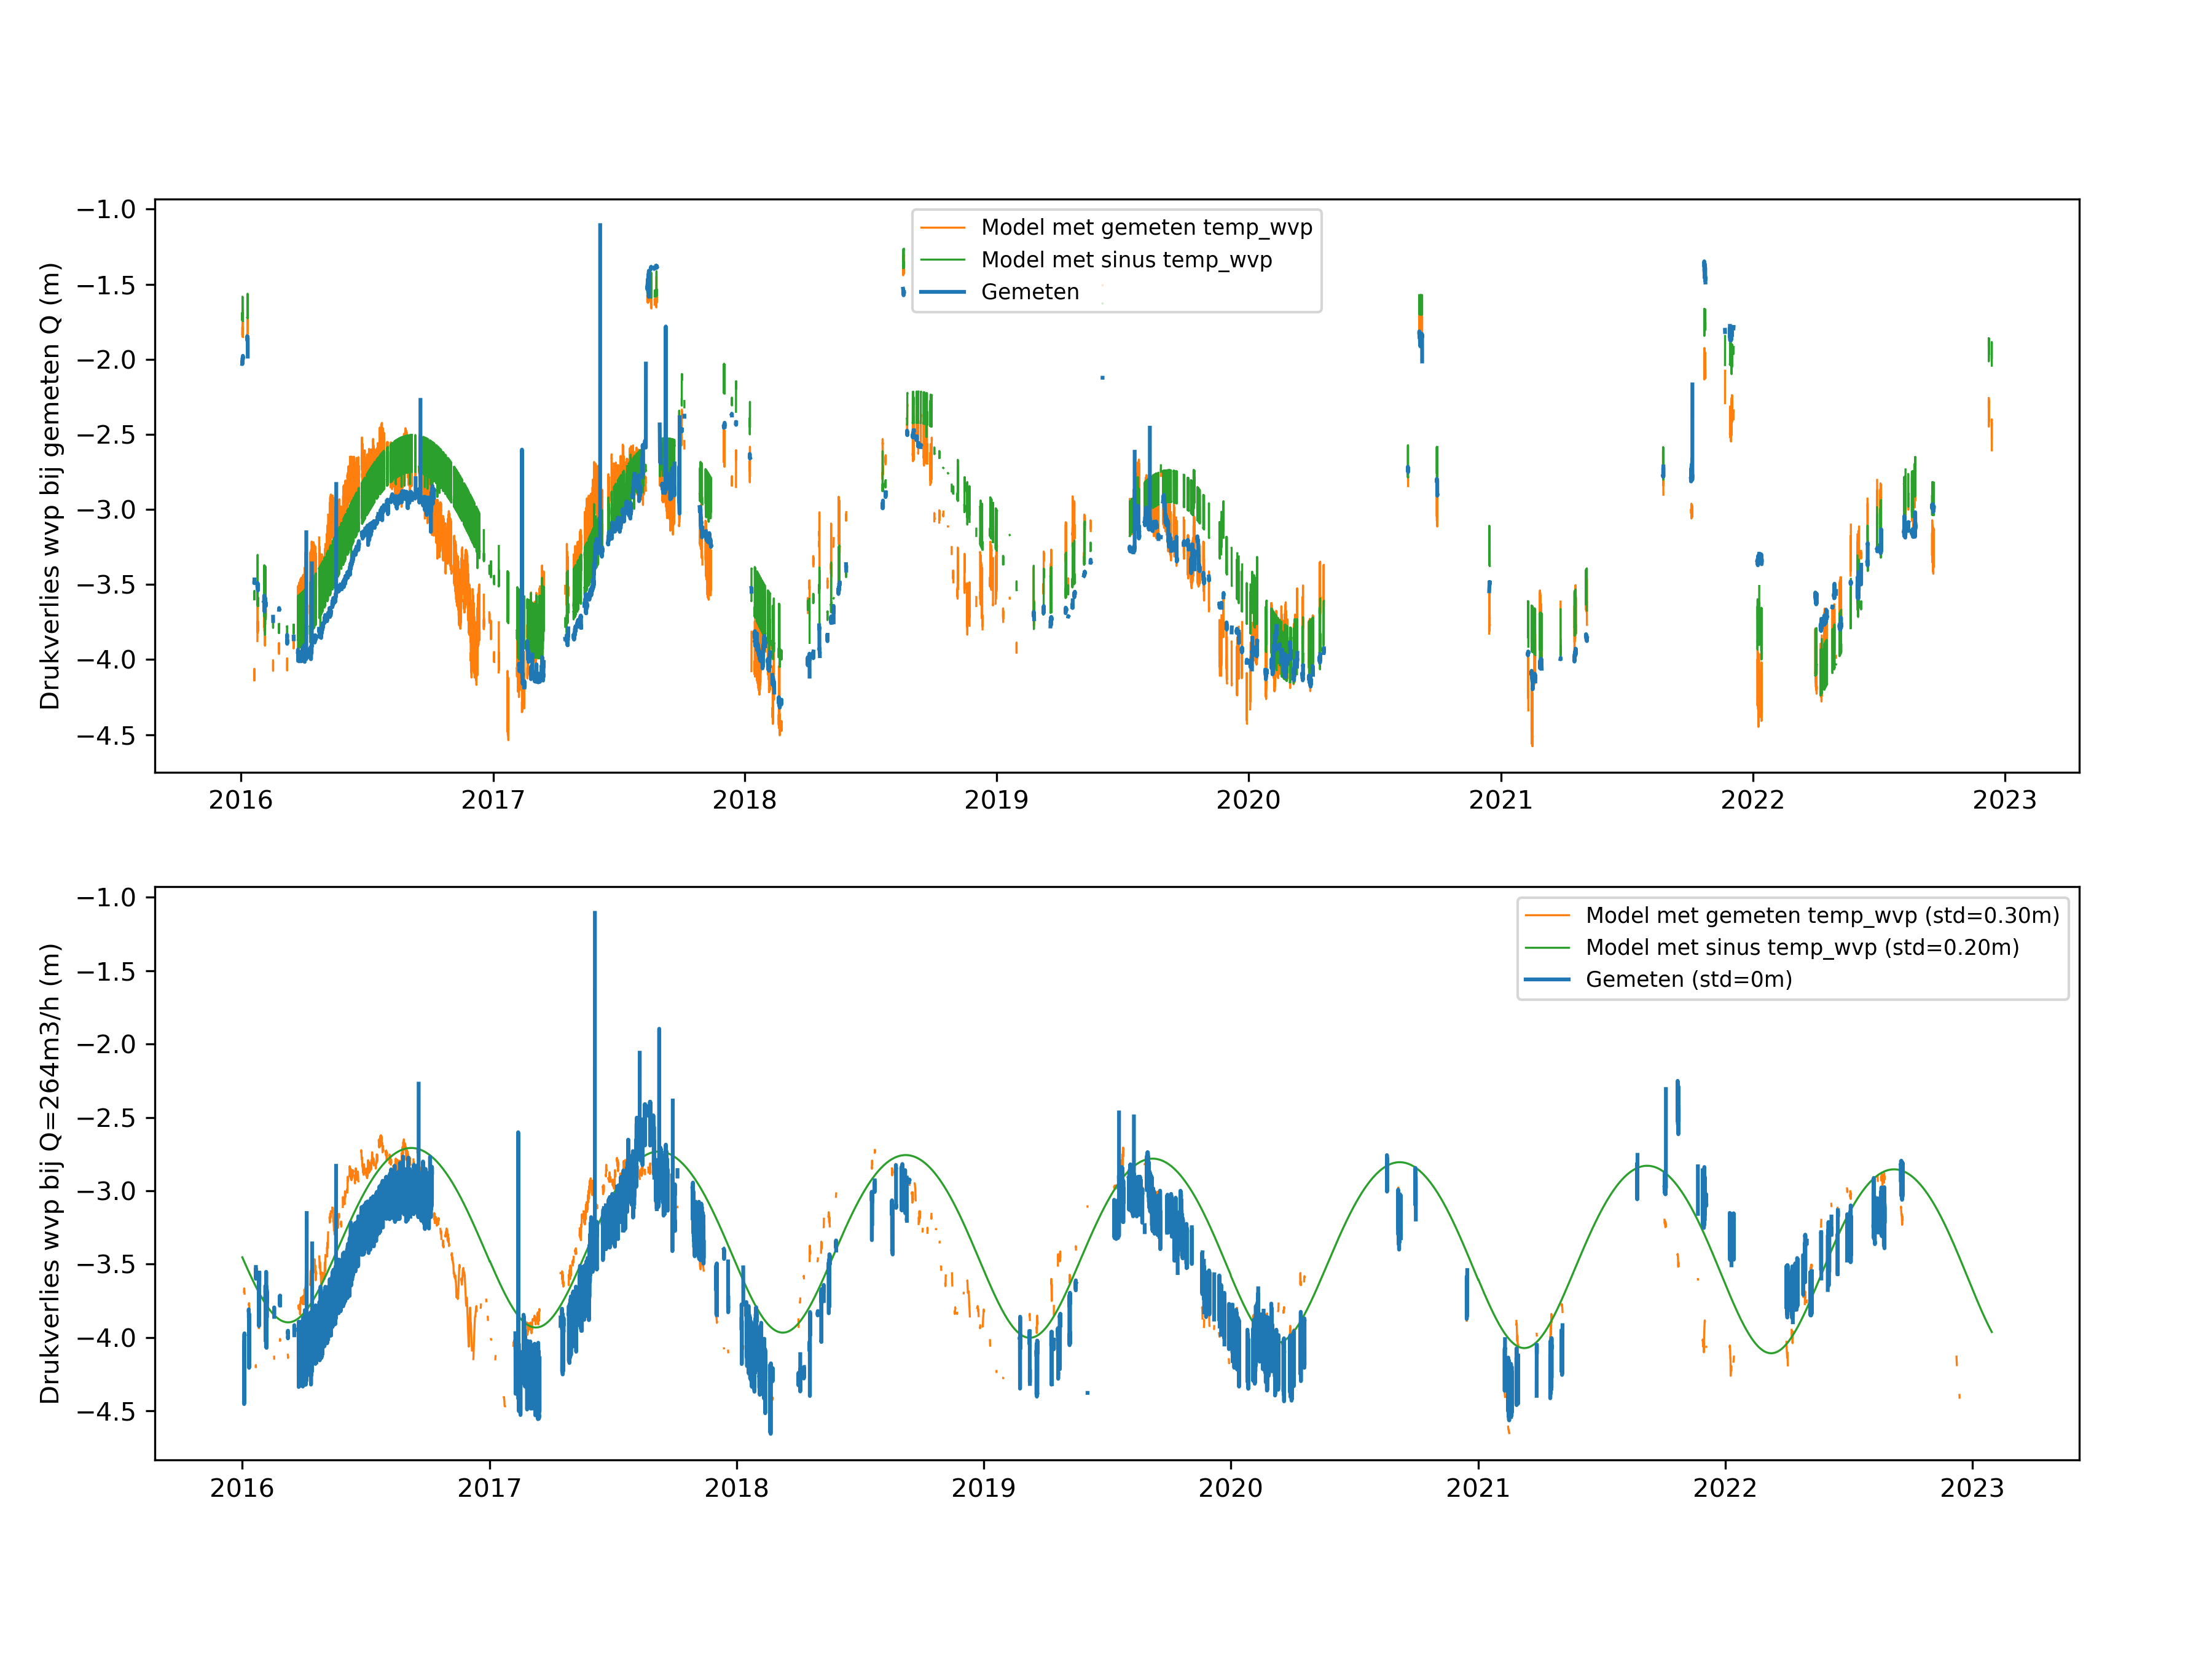 Drukverlies wvp bij gemeten Q (m)
−1.0
−1.5
−2.0
−2.5
−3.0
−3.5
−4.0
−4.5
Model met gemeten temp_wvp
Model met sinus temp_wvp
Gemeten
2016 2017 2018 2019 2020 2021 2022 2023
Drukverlies wvp bij Q=264m3/h (m)
−1.0
−1.5
−2.0
−2.5
−3.0
−3.5
−4.0
−4.5
Model met gemeten temp_wvp (std=0.30m)
Model met sinus temp_wvp (std=0.20m)
Gemeten (std=0m)
2016 2017 2018 2019 2020 2021 2022 2023